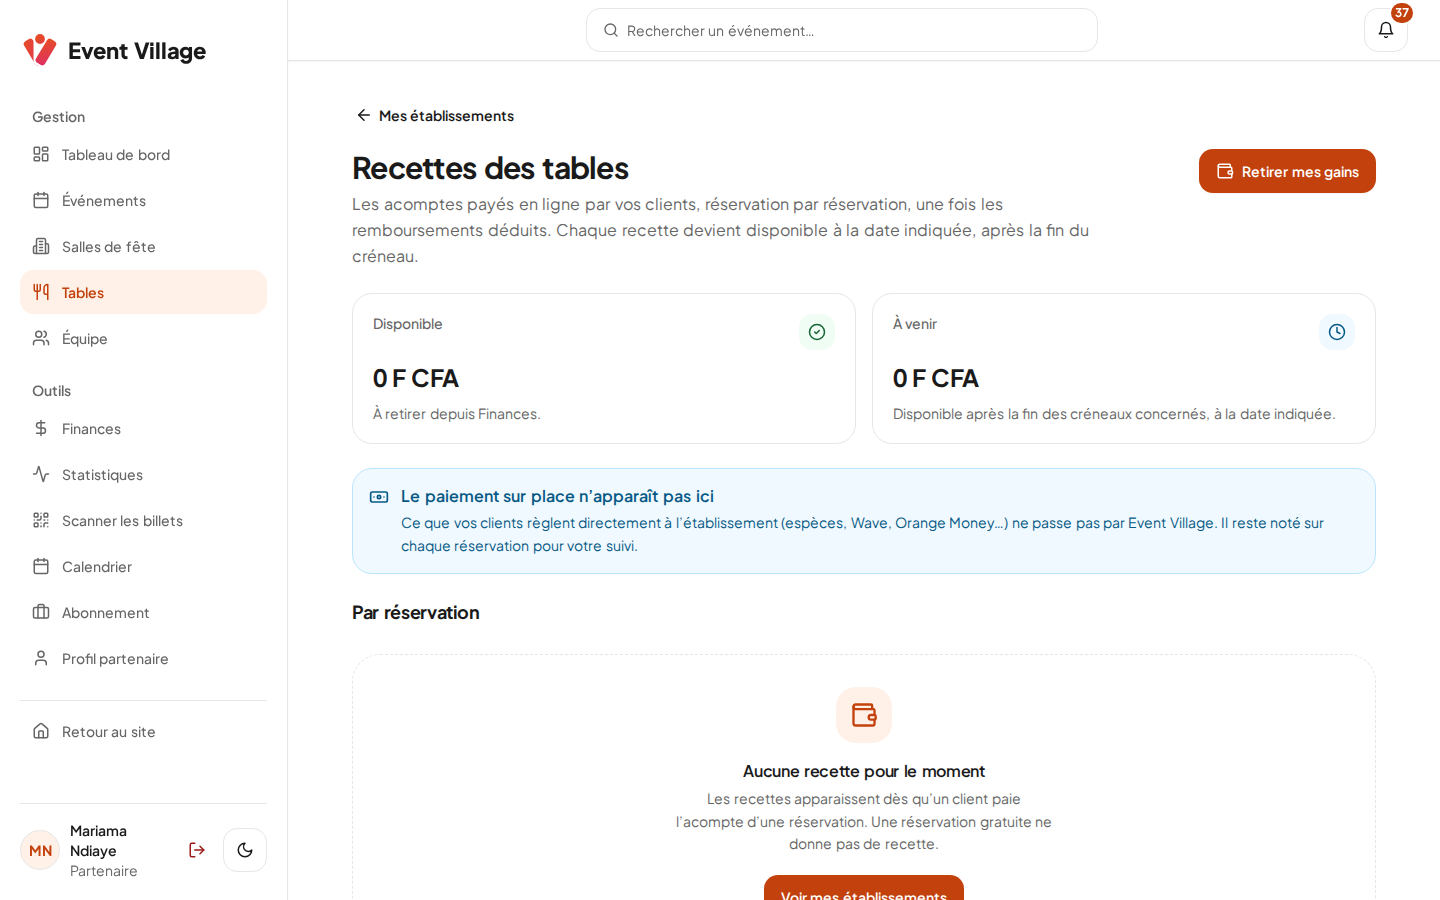 Event Village
Rechercher un événement…
37
Gestion
Tableau de bord
Événements
Salles de fête
Tables
Équipe
Outils
Finances
Statistiques
Scanner les billets
Calendrier
Abonnement
Profil partenaire
Retour au site
MN
Mariama
Ndiaye
Partenaire
Mes établissements
Recettes des tables
Retirer mes gains
Les acomptes payés en ligne par vos clients, réservation par réservation, une fois les
remboursements déduits. Chaque recette devient disponible à la date indiquée, après la fin du
créneau.
Disponible
0 F CFA
À retirer depuis Finances.
À venir
0 F CFA
Disponible après la fin des créneaux concernés, à la date indiquée.
Le paiement sur place n’apparaît pas ici
Ce que vos clients règlent directement à l’établissement (espèces, Wave, Orange Money…) ne passe pas par Event Village. Il reste noté sur
chaque réservation pour votre suivi.
Par réservation
Aucune recette pour le moment
Les recettes apparaissent dès qu’un client paie
l’acompte d’une réservation. Une réservation gratuite ne
donne pas de recette.
Voir mes établissements